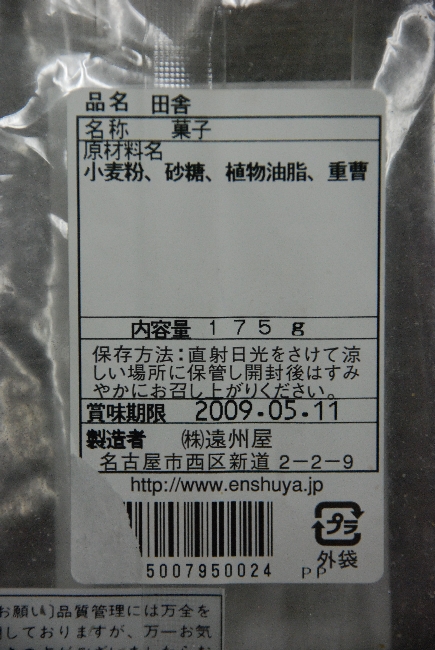 品名 田舎
名称 菓子
原材料名
小麦粉、砂糖、植物油脂、重曹
内容量 175g
保存方法：直射日光をさけて涼
しい場所に保管し開封後はすみ
やかにお召し上がりください。
賞味期限 2009.05.11
製造者 ㈱遠州屋
名古屋市西区新道 2-2-9
http://www.enshuya.jp
プラ
外袋
PP
5007950024
お願い〕品質管理には万全を
しておりますが、万一お気